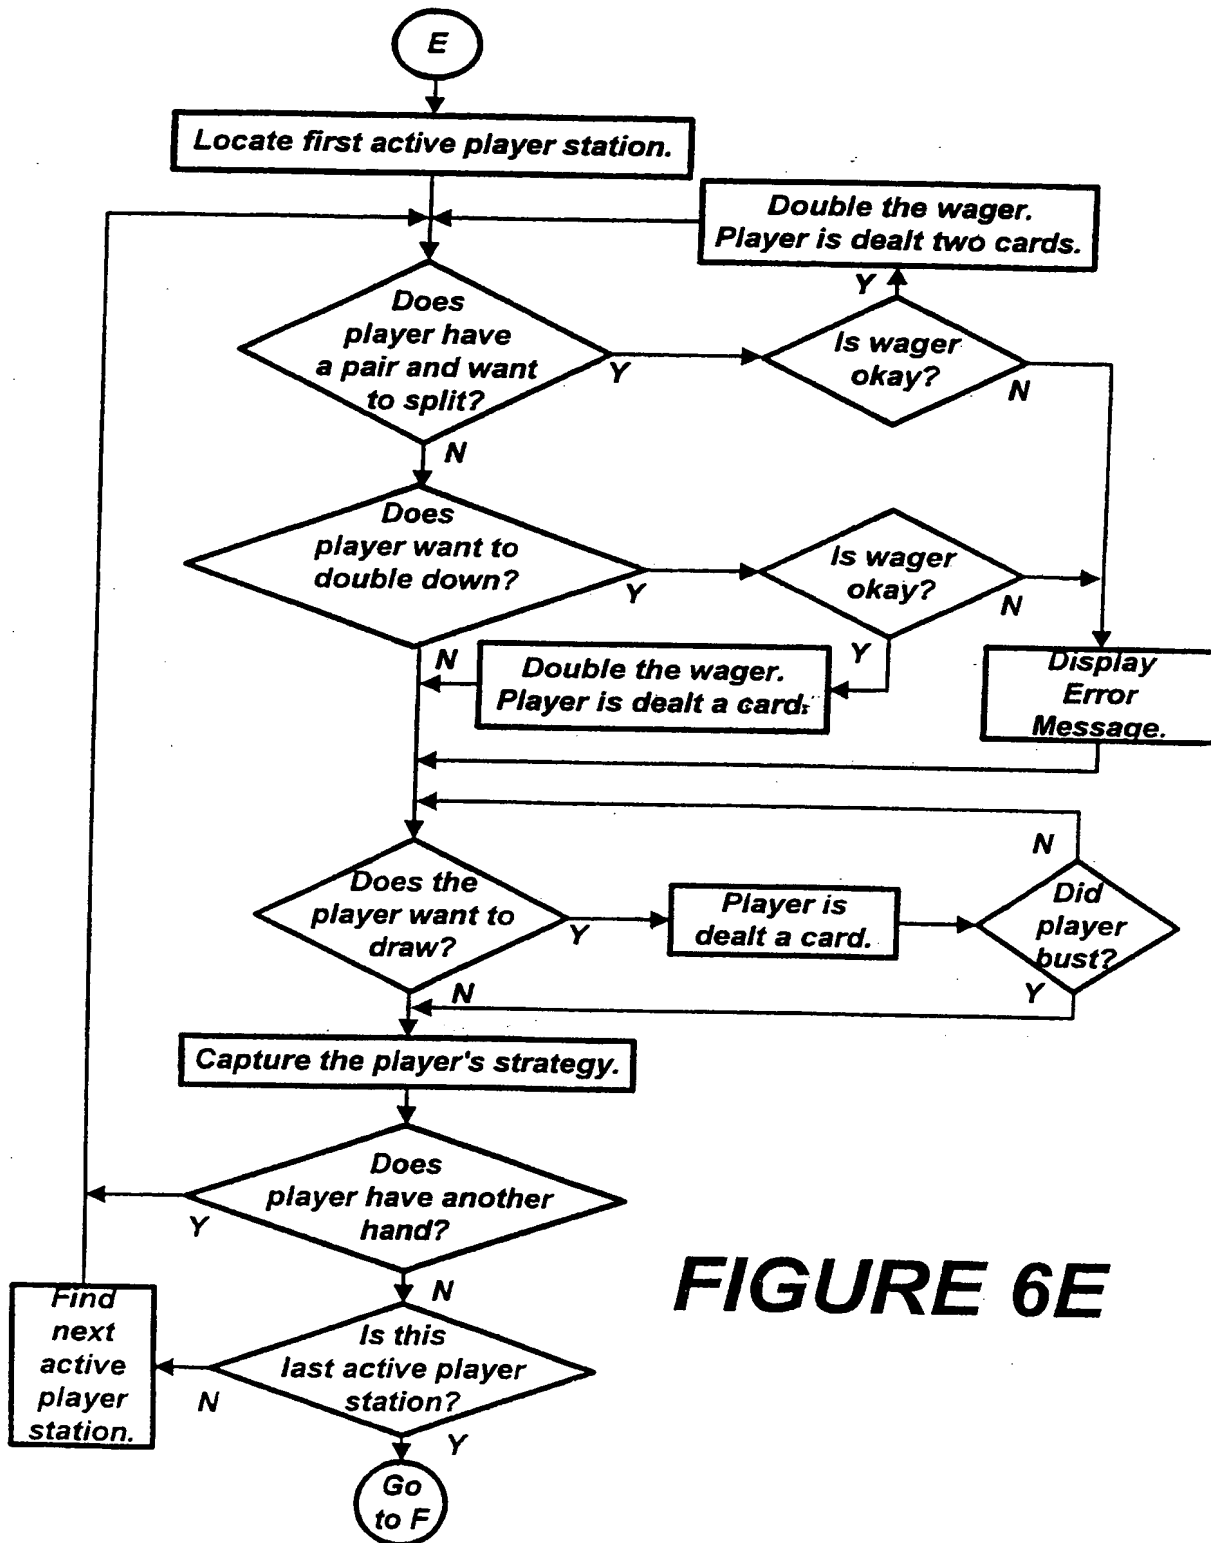 E
Locate first active player station.
Double the wager.
Player is dealt two cards.
Y
Does
player have
a pair and want
to split?
Y
Is wager
okay?
N
N
Does
player want to
double down?
Y
Is wager
okay?
N
N
Y
Double the wager.
Player is dealt a card.
Display
Error
Message.
N
Does the
player want to
draw?
Y
Player is
dealt a card.
Did
player
bust?
Y
N
Capture the player's strategy.
Does
player have another
hand?
Y
N
FIGURE 6E
Find
next
active
player
station.
Is this
last active player
station?
N
Y
Go
to F